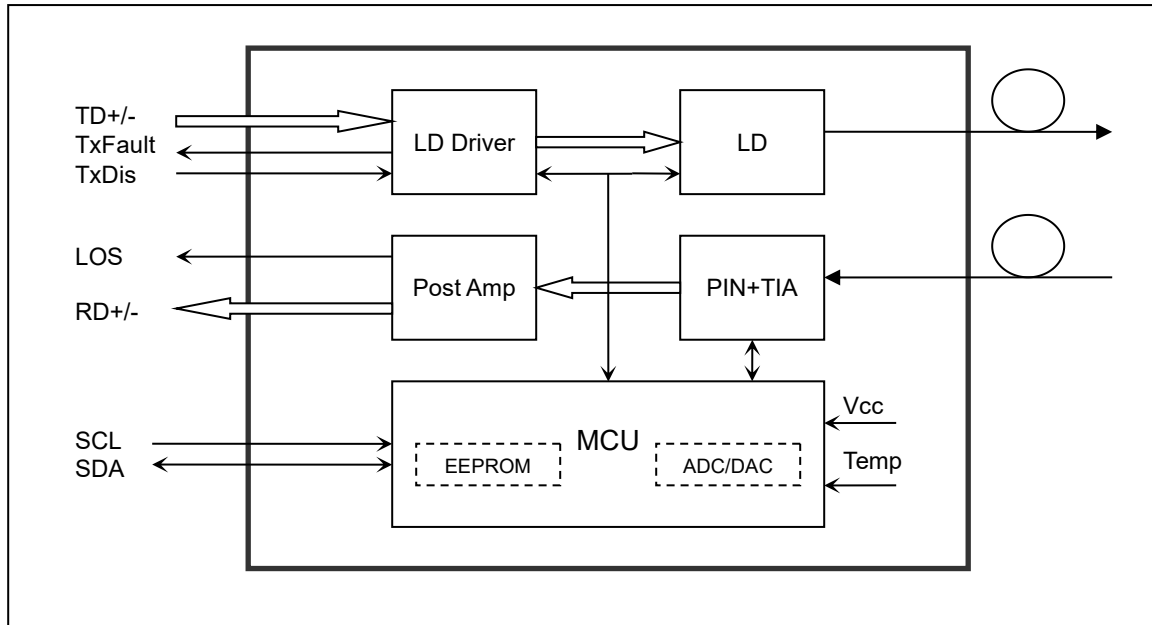 TD+/-
TxFault
TxDis
LD Driver
LD
LOS
RD+/-
Post Amp
PIN+TIA
SCL
SDA
MCU
EEPROM
ADC/DAC
Vcc
Temp